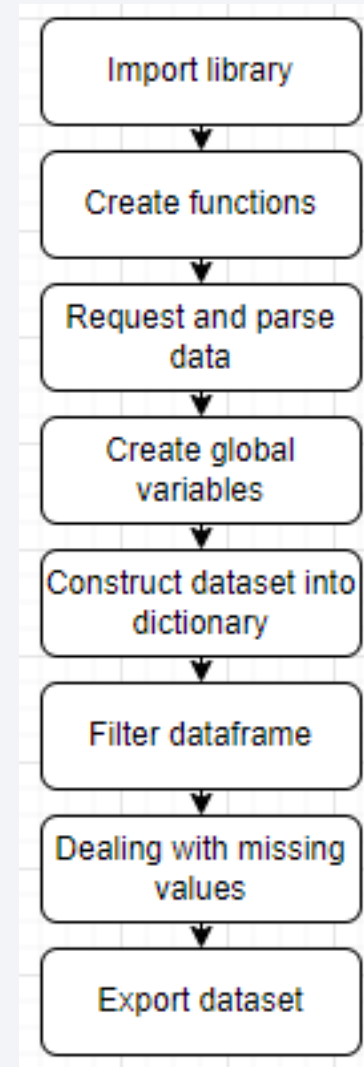 Import library
Create functions
Request and parse
data
Create global
variables
Construct dataset into
dictionary
Filter dataframe
Dealing with missing
values
Export dataset